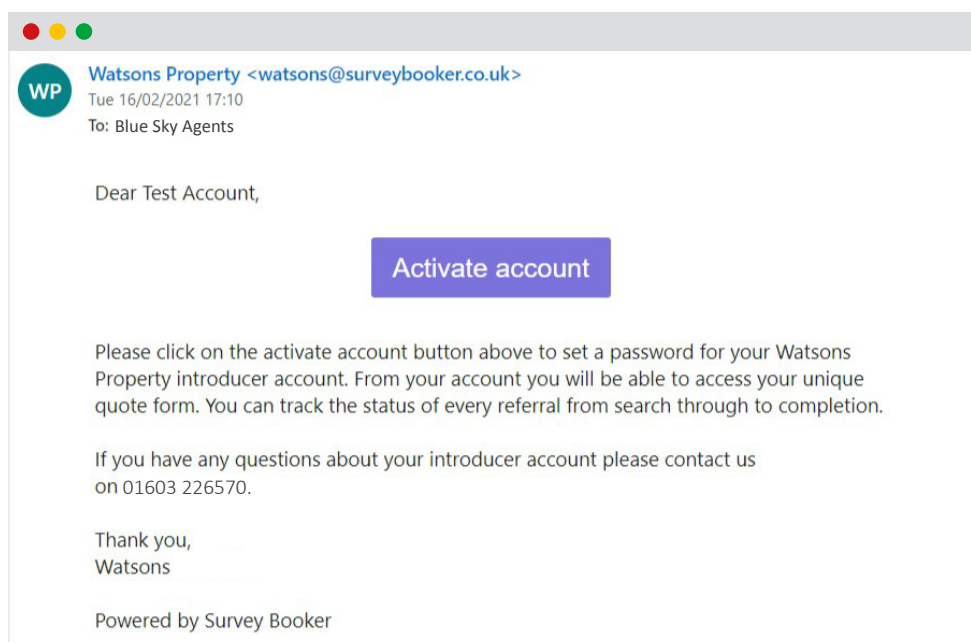 WP
Watsons Property <watsons@surveybooker.co.uk>
Tue 16/02/2021 17:10
To: Blue Sky Agents
Dear Test Account,
Activate account
Please click on the activate account button above to set a password for your Watsons
Property introducer account. From your account you will be able to access your unique
quote form. You can track the status of every referral from search through to completion.
If you have any questions about your introducer account please contact us
on 01603 226570.
Thank you,
Watsons
Powered by Survey Booker